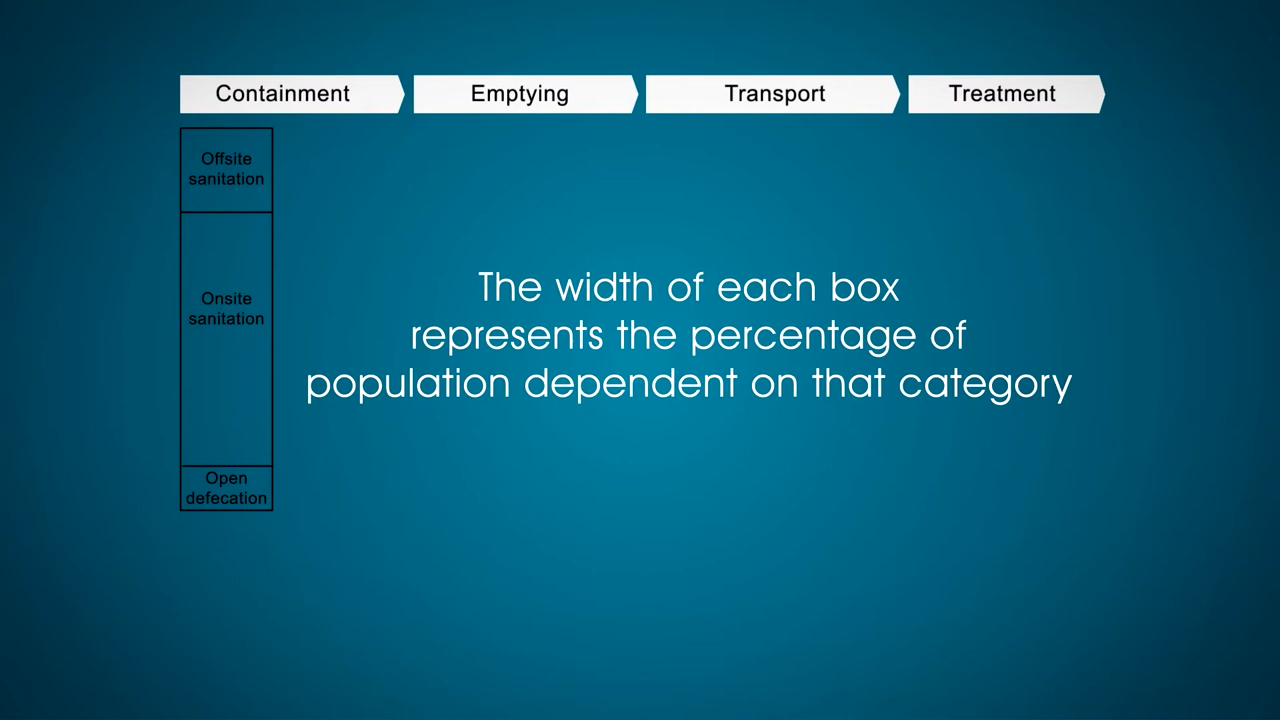 Containment
Emptying
Transport
Treatment
Offsite
sanitation
Onsite
sanitation
Open
defecation
The width of each box
represents the percentage of
population dependent on that category